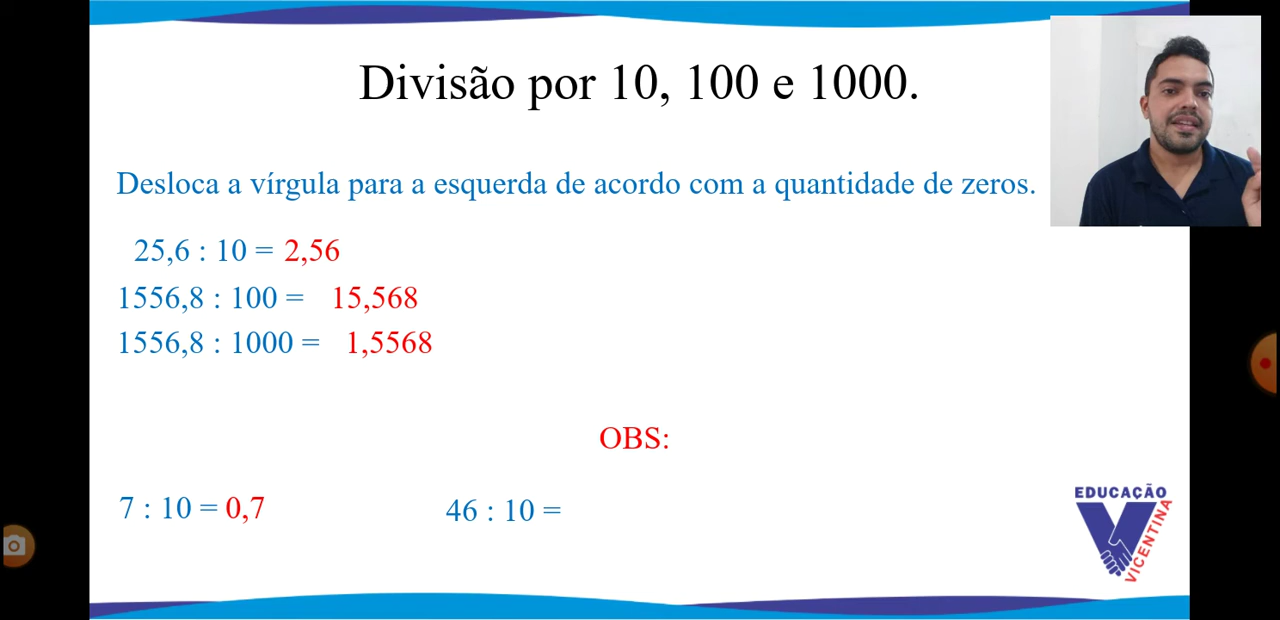 Divisão por 10, 100 e 1000.
Desloca a vírgula para a esquerda de acordo com a quantidade de zeros.
25,6 : 10 = 2,56
1556,8 : 100 = 15,568
1556,8 : 1000 = 1,5568
OBS:
7 : 10 = 0,7
46 : 10 =
EDUCAÇÃO
VICENTINA